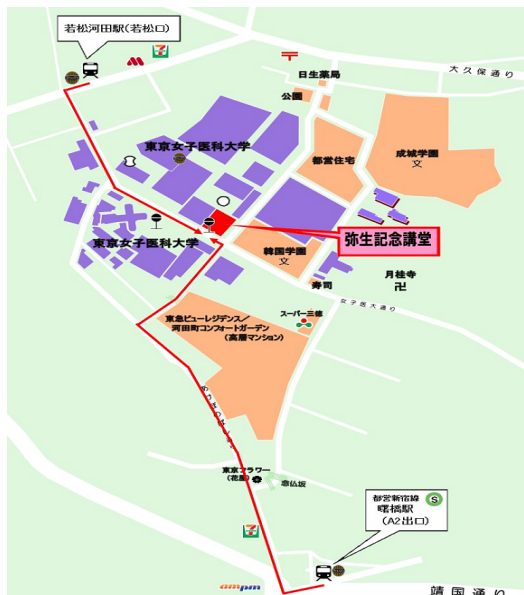 若松河田駅(若松口)
7
大久保通り
日生薬局
公園
東京女子医科大学
都営住宅
成城学園
文
東京女子医科大学
弥生記念講堂
韓国学園
文
月桂寺
寿司
女子医大通り
スーパー三徳
東急ビューレジデンス/
河田町コンフォートガーデン
(高層マンション)
東京フラワー
(花屋)
念仏坂
都営新宿線
S
曙橋駅
(A2出口)
7
ampm
靖国通り